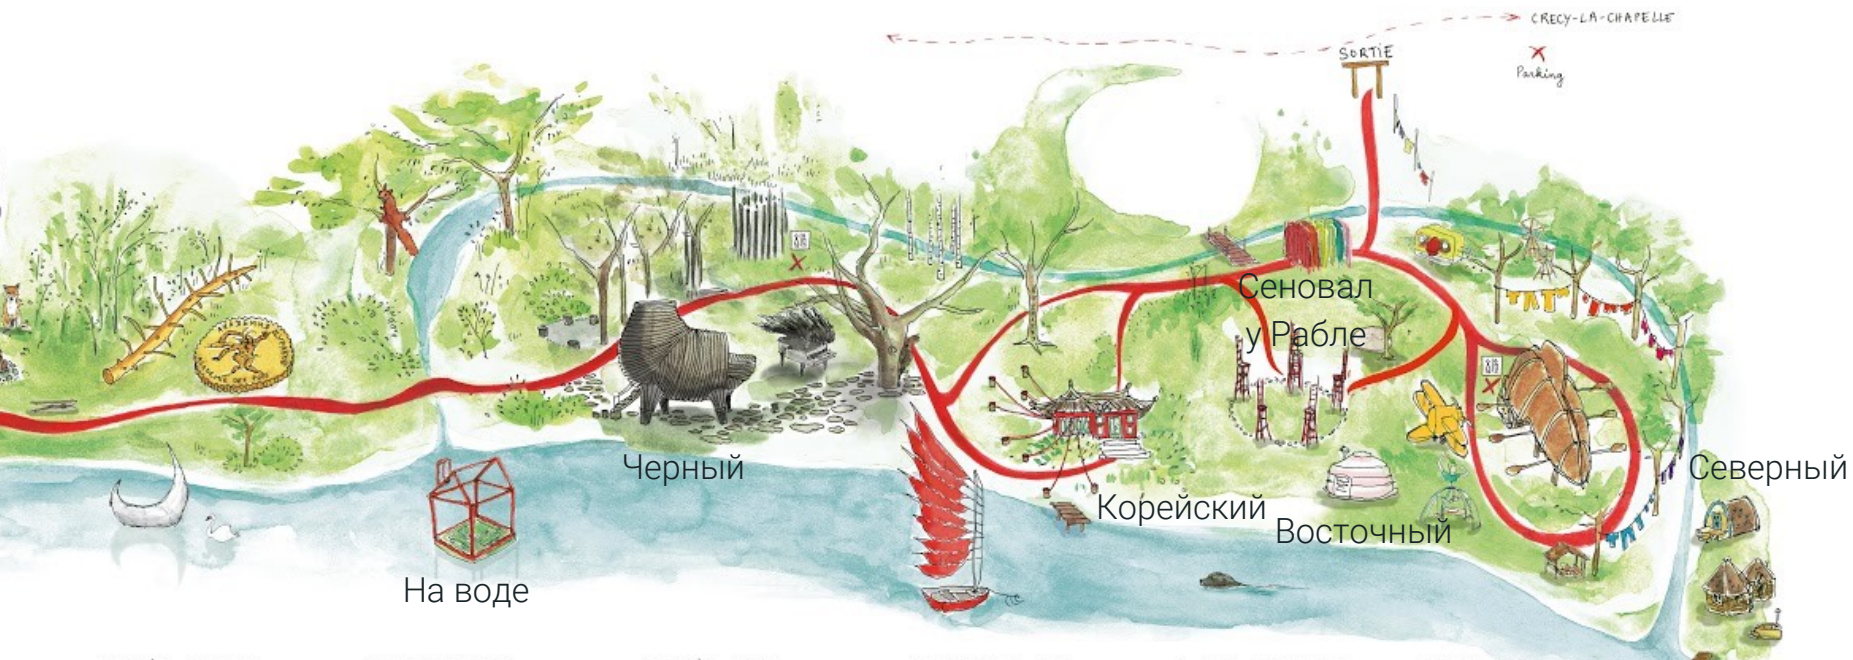 CRECY-LA-CHAPELLE
SORTIE
Parking
Сеновал
у Рабле
Черный
Северный
Корейский
Восточный
На воде